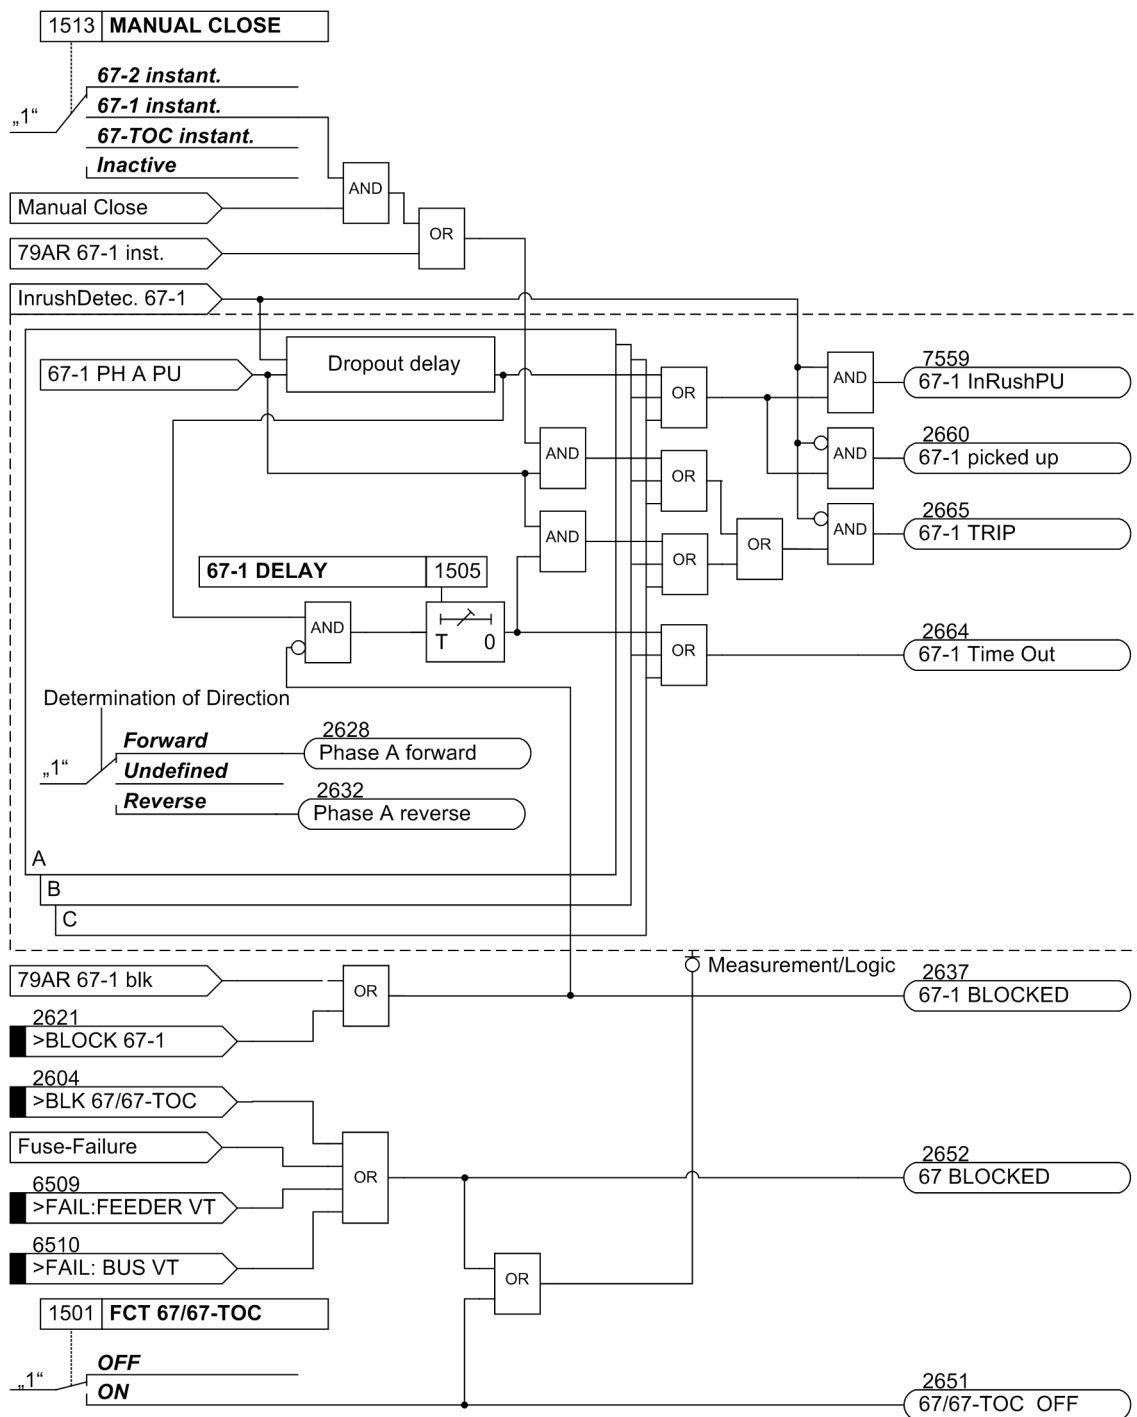 1513 MANUAL CLOSE
67-2 instant.
„1“
67-1 instant.
67-TOC instant.
Inactive
AND
Manual Close
OR
79AR 67-1 inst.
InrushDetec. 67-1
67-1 PH A PU
Dropout delay
OR
AND
7559
67-1 InRushPU
AND
OR
AND
2660
67-1 picked up
AND
OR
OR
AND
2665
67-1 TRIP
67-1 DELAY 1505
AND
T 0
OR
2664
67-1 Time Out
Determination of Direction
„1“
Forward
2628
Phase A forward
Undefined
Reverse
2632
Phase A reverse
A
B
C
Measurement/Logic
79AR 67-1 blk
OR
2637
67-1 BLOCKED
2621
>BLOCK 67-1
2604
>BLK 67/67-TOC
Fuse-Failure
OR
2652
67 BLOCKED
6509
>FAIL:FEEDER VT
6510
>FAIL: BUS VT
OR
1501 FCT 67/67-TOC
„1“
OFF
ON
2651
67/67-TOC OFF